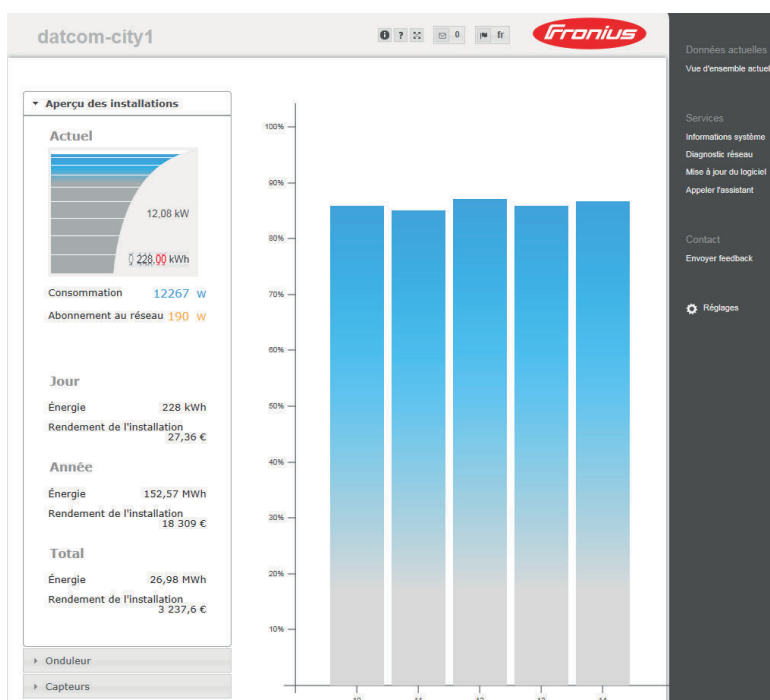 datcom-city1
i ? 0 fr
Fronius
Données actuelles
Vue d'ensemble actuel
Services
Informations système
Diagnostic réseau
Mise à jour du logiciel
Appeler l'assistant
Contact
Envoyer feedback
Réglages
Aperçu des installations
Actuel
12,08 kW
228,00 kWh
Consommation 12267 W
Abonnement au réseau 190 W
Jour
Énergie 228 kWh
Rendement de l'installation
27,36 €
Année
Énergie 152,57 MWh
Rendement de l'installation
18 309 €
Total
Énergie 26,98 MWh
Rendement de l'installation
3 237,6 €
Onduleur
Capteurs
100%
90%
80%
70%
60%
50%
40%
30%
20%
10%